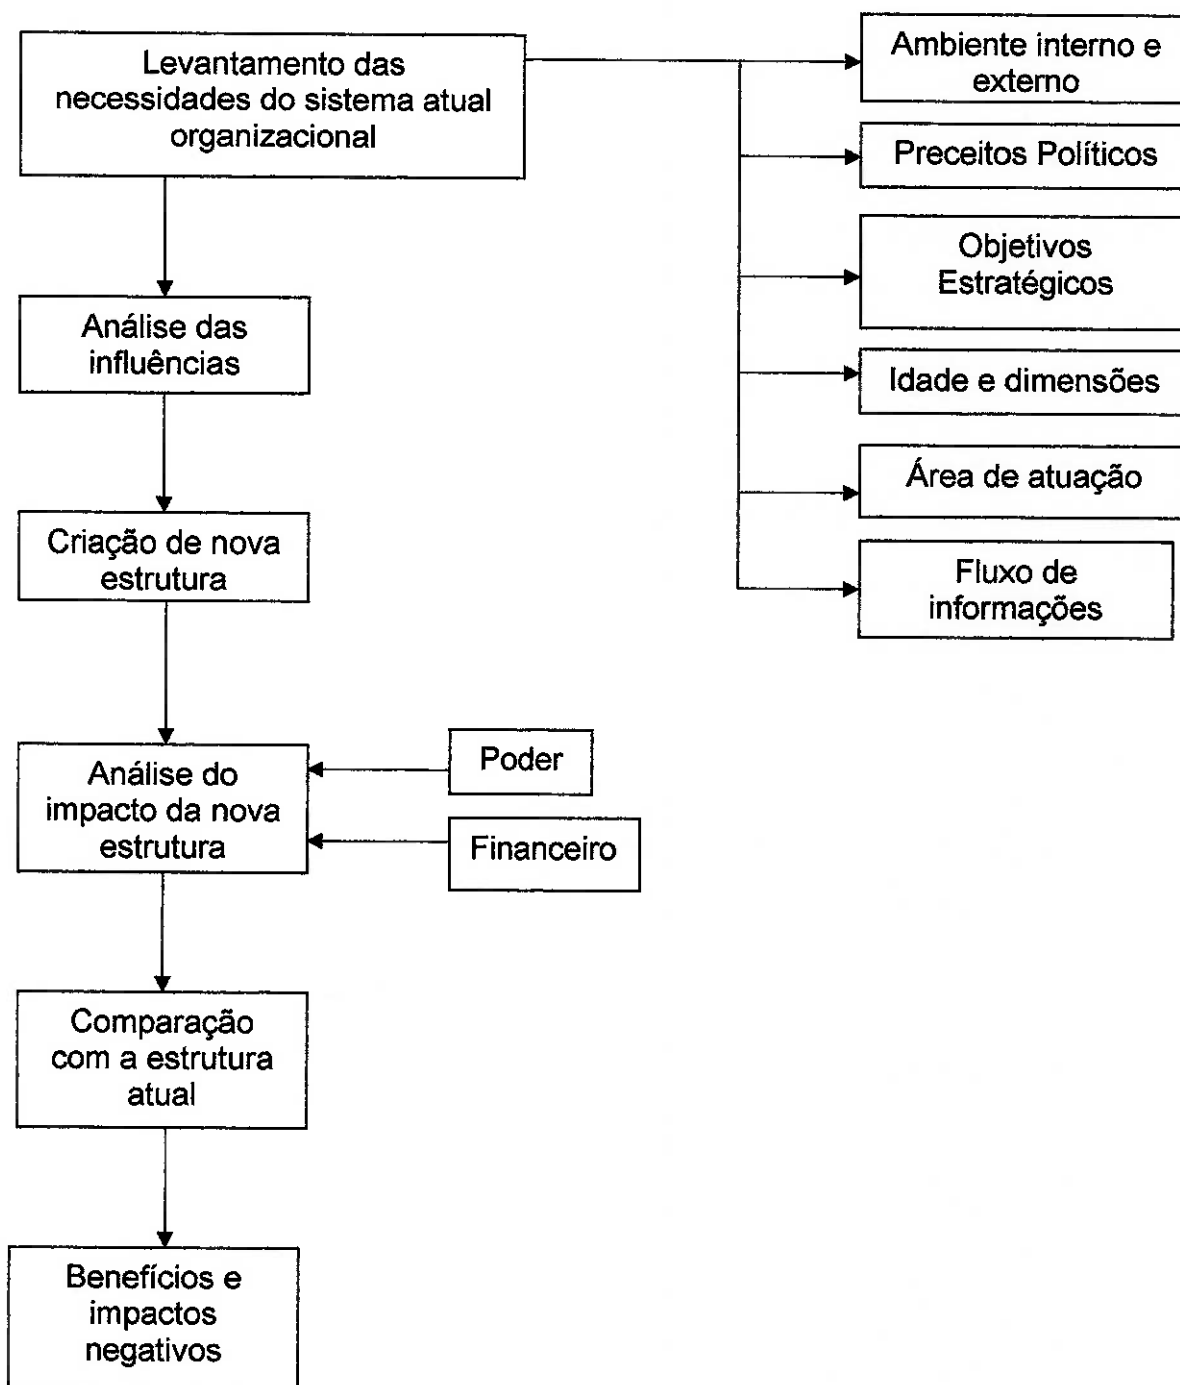 Levantamento das
necessidades do sistema atual
organizacional
Ambiente interno e
externo
Preceitos Políticos
Objetivos
Estratégicos
Idade e dimensões
Área de atuação
Fluxo de
informações
Análise das
influências
Criação de nova
estrutura
Análise do
impacto da nova
estrutura
Poder
Financeiro
Comparação
com a estrutura
atual
Benefícios e
impactos
negativos